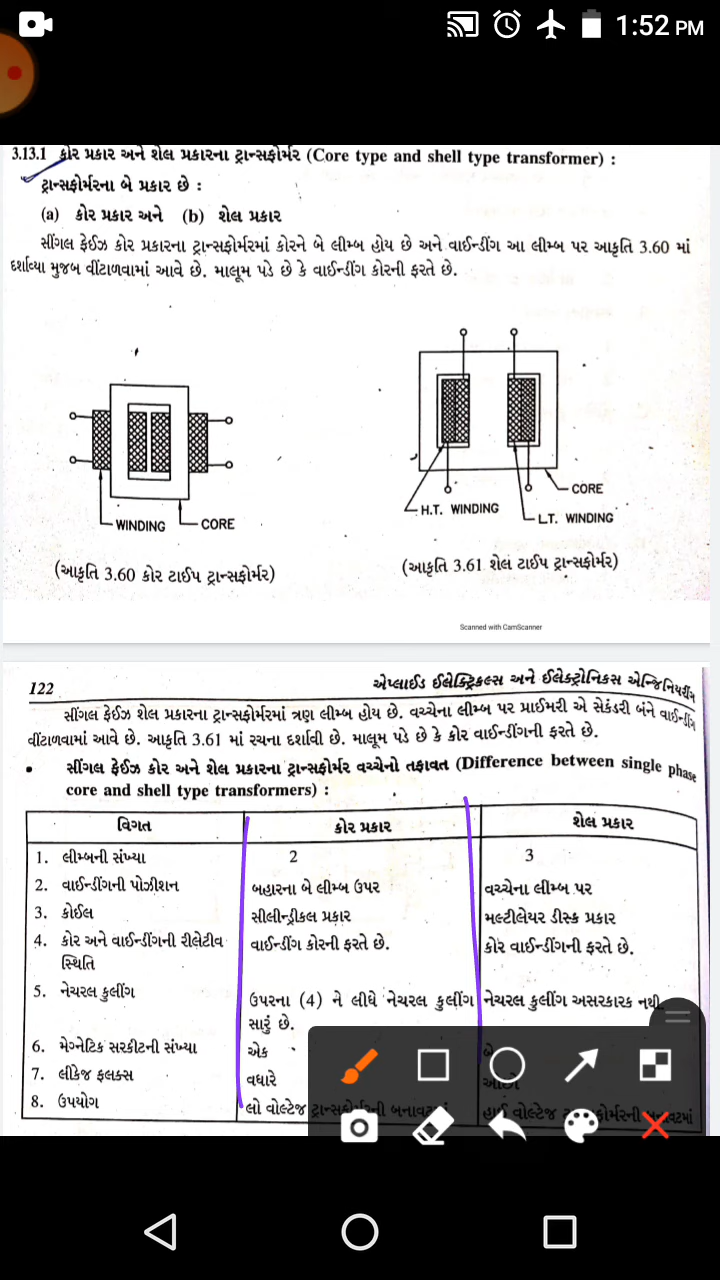 1:52 PM
3.13.1 કોર પ્રકાર અને શેલ પ્રકારના ટ્રાન્સફોર્મર (Core type and shell type transformer) :
ટ્રાન્સફોર્મરના બે પ્રકાર છે :
(a) કોર પ્રકાર અને (b) શેલ પ્રકાર
સીંગલ ફેઈઝ કોર પ્રકારના ટ્રાન્સફોર્મરમાં કોરને બે લીમ્બ હોય છે અને વાઈન્ડીંગ આ લીમ્બ પર આકૃતિ 3.60 માં
દર્શાવ્યા મુજબ વીંટાળવામાં આવે છે. માલૂમ પડે છે કે વાઈન્ડીંગ કોરની ફરતે છે.
WINDING CORE
CORE
H.T. WINDING
L.T. WINDING
(આકૃતિ 3.60 કોર ટાઈપ ટ્રાન્સફોર્મર)
(આકૃતિ 3.61 શેલ ટાઈપ ટ્રાન્સફોર્મર)
Scanned with CamScanner
122 એપ્લાઈડ ઈલેક્ટ્રિકલ્સ અને ઈલેક્ટ્રોનિકસ એન્જિનિયરીંગ
સીંગલ ફેઈઝ શેલ પ્રકારના ટ્રાન્સફોર્મરમાં ત્રણ લીમ્બ હોય છે. વચ્ચેના લીમ્બ પર પ્રાઈમરી એ સેકંડરી બંને વાઈન્ડીંગ
વીંટાળવામાં આવે છે. આકૃતિ 3.61 માં રચના દર્શાવી છે. માલૂમ પડે છે કે કોર વાઈન્ડીંગની ફરતે છે.
• સીંગલ ફેઈઝ કોર અને શેલ પ્રકારના ટ્રાન્સફોર્મર વચ્ચેનો તફાવત (Difference between single phase
core and shell type transformers) :
વિગત કોર પ્રકાર શેલ પ્રકાર
1. લીમ્બની સંખ્યા 2 3
2. વાઈન્ડીંગની પોઝીશન બહારના બે લીમ્બ ઉપર વચ્ચેના લીમ્બ પર
3. કોઈલ સીલીન્ડ્રીકલ પ્રકાર મલ્ટીલેયર ડીસ્ક પ્રકાર
4. કોર અને વાઈન્ડીંગની રીલેટીવ વાઈન્ડીંગ કોરની ફરતે છે. કોર વાઈન્ડીંગની ફરતે છે.
સ્થિતિ
5. નેચરલ કુલીંગ ઉપરના (4) ને લીધે નેચરલ કુલીંગ નેચરલ કુલીંગ અસરકારક નથી
સારું છે.
6. મેગ્નેટિક સરકીટની સંખ્યા એક બે
7. લીકેજ ફલક્સ વધારે
8. ઉપયોગ લો વોલ્ટેજ ટ્રાન્સફોર્મરની હાઈ વોલ્ટેજ